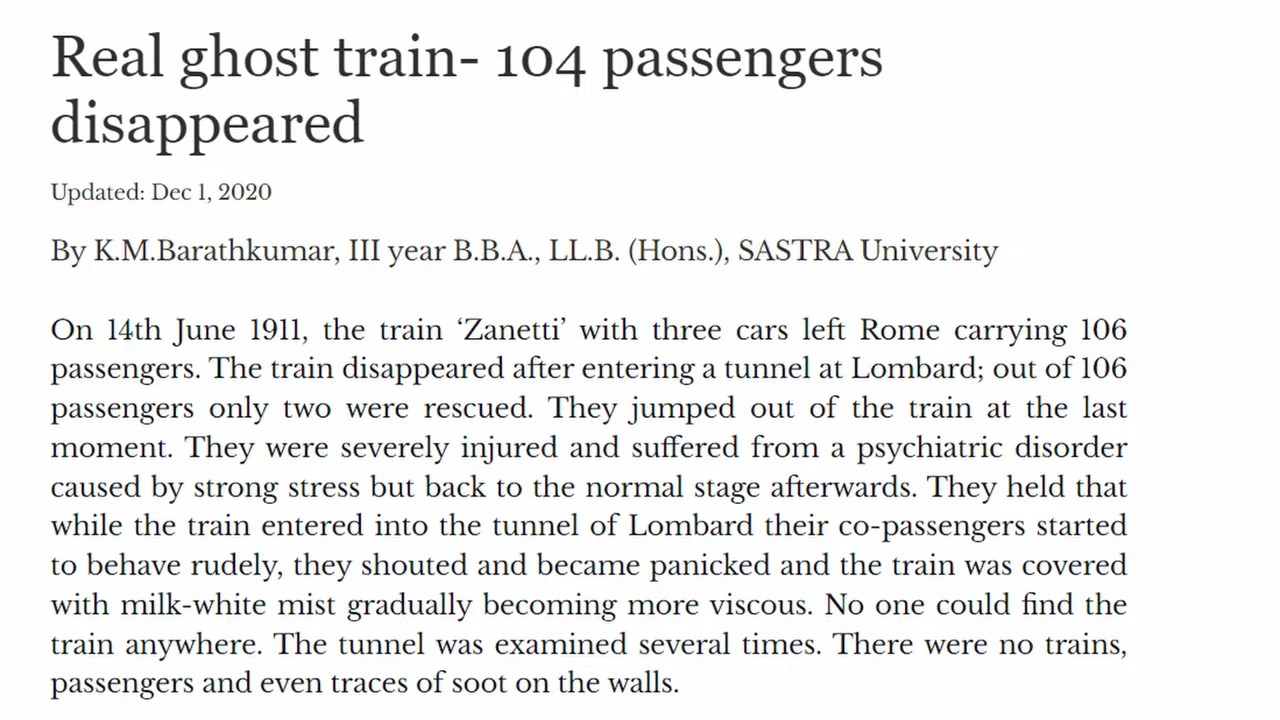 Real ghost train- 104 passengers
disappeared
Updated: Dec 1, 2020
By K.M.Barathkumar, III year B.B.A., LL.B. (Hons.), SASTRA University
On 14th June 1911, the train ‘Zanetti’ with three cars left Rome carrying 106
passengers. The train disappeared after entering a tunnel at Lombard; out of 106
passengers only two were rescued. They jumped out of the train at the last
moment. They were severely injured and suffered from a psychiatric disorder
caused by strong stress but back to the normal stage afterwards. They held that
while the train entered into the tunnel of Lombard their co-passengers started
to behave rudely, they shouted and became panicked and the train was covered
with milk-white mist gradually becoming more viscous. No one could find the
train anywhere. The tunnel was examined several times. There were no trains,
passengers and even traces of soot on the walls.